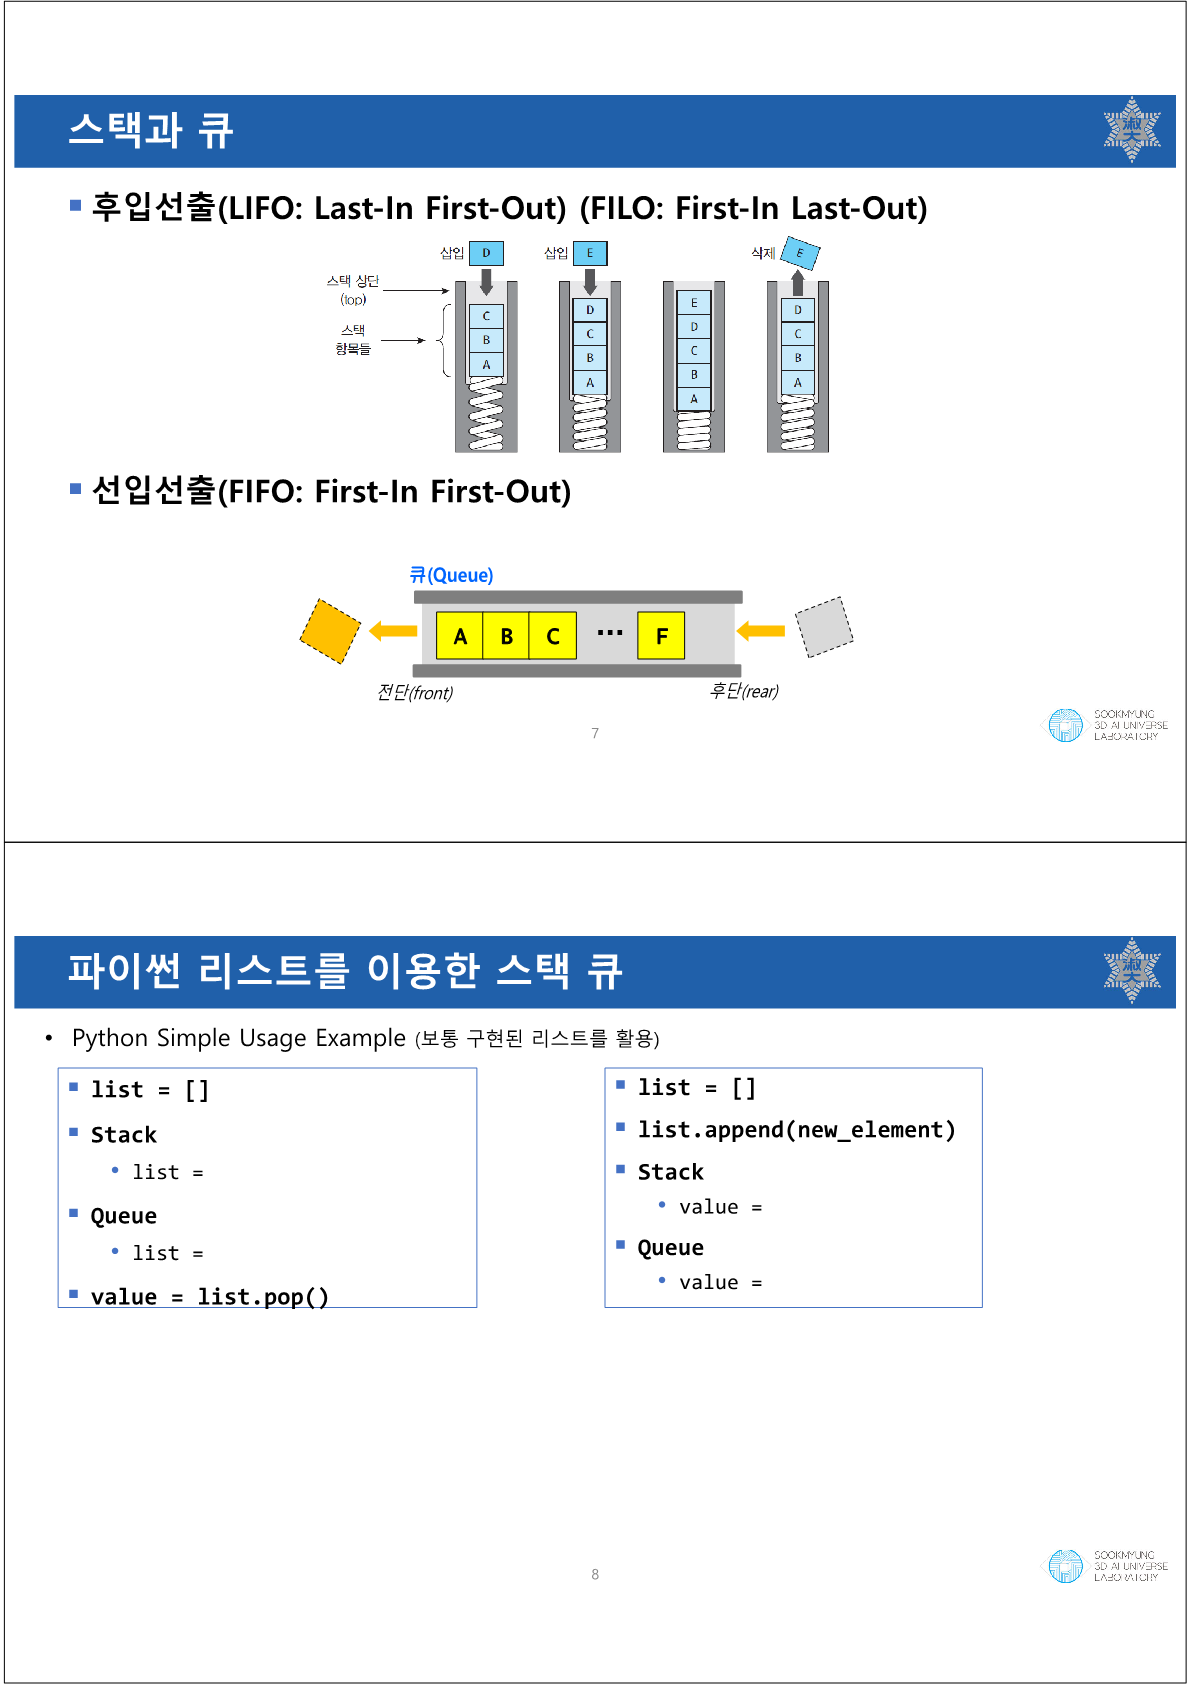 스택과 큐
후입선출(LIFO: Last-In First-Out) (FILO: First-In Last-Out)
삽입 D
삽입 E
삭제 E
스택 상단
(top)
스택
항목들
C
B
A
D
C
B
A
E
D
C
B
A
D
C
B
A
선입선출(FIFO: First-In First-Out)
큐(Queue)
A B C ··· F
전단(front)
후단(rear)
7
SOOKMYUNG
3D AI UNIVERSE
LABORATORY
파이썬 리스트를 이용한 스택 큐
• Python Simple Usage Example (보통 구현된 리스트를 활용)
list = []
Stack
• list =
Queue
• list =
value = list.pop()
list = []
list.append(new_element)
Stack
• value =
Queue
• value =
8
SOOKMYUNG
3D AI UNIVERSE
LABORATORY